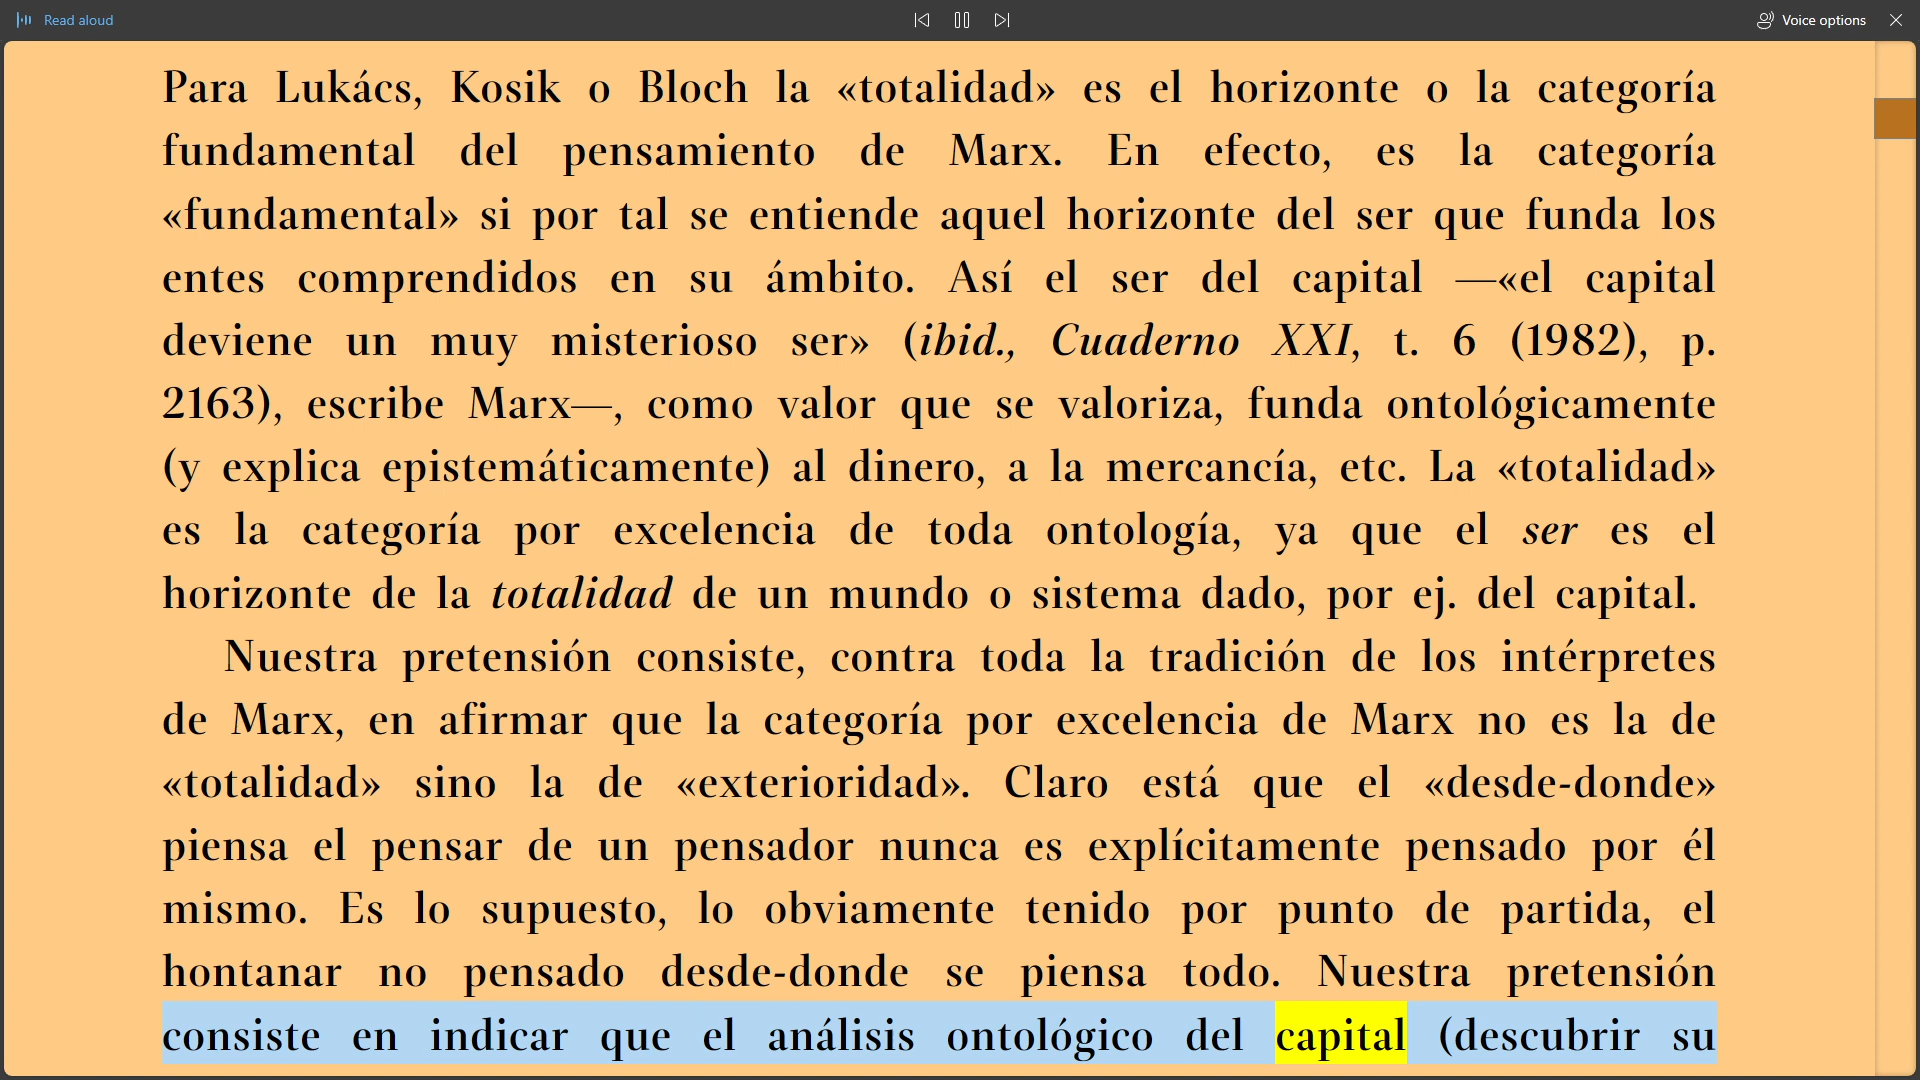 Read aloud
Voice options
Para Lukács, Kosik o Bloch la «totalidad» es el horizonte o la categoría
fundamental del pensamiento de Marx. En efecto, es la categoría
«fundamental» si por tal se entiende aquel horizonte del ser que funda los
entes comprendidos en su ámbito. Así el ser del capital —«el capital
deviene un muy misterioso ser» (ibid., Cuaderno XXI, t. 6 (1982), p.
2163), escribe Marx—, como valor que se valoriza, funda ontológicamente
(y explica epistemáticamente) al dinero, a la mercancía, etc. La «totalidad»
es la categoría por excelencia de toda ontología, ya que el ser es el
horizonte de la totalidad de un mundo o sistema dado, por ej. del capital.
Nuestra pretensión consiste, contra toda la tradición de los intérpretes
de Marx, en afirmar que la categoría por excelencia de Marx no es la de
«totalidad» sino la de «exterioridad». Claro está que el «desde-donde»
piensa el pensar de un pensador nunca es explícitamente pensado por él
mismo. Es lo supuesto, lo obviamente tenido por punto de partida, el
hontanar no pensado desde-donde se piensa todo. Nuestra pretensión
consiste en indicar que el análisis ontológico del capital (descubrir su